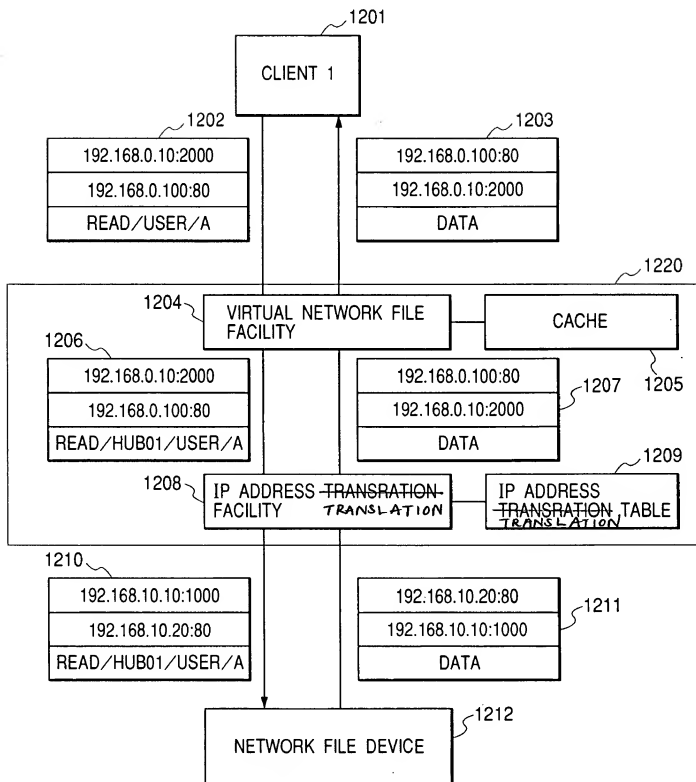 1201
CLIENT 1
1202
192.168.0.10:2000
192.168.0.100:80
READ/USER/A
1203
192.168.0.100:80
192.168.0.10:2000
DATA
1220
1204
VIRTUAL NETWORK FILE
FACILITY
CACHE
1205
1206
192.168.0.10:2000
192.168.0.100:80
READ/HUB01/USER/A
192.168.0.100:80
192.168.0.10:2000
DATA
1207
1208
IP ADDRESS TRANSRATION
FACILITY TRANSLATION
1209
IP ADDRESS
TRANSRATION TABLE
TRANSLATION
1210
192.168.10.10:1000
192.168.10.20:80
READ/HUB01/USER/A
192.168.10.20:80
192.168.10.10:1000
DATA
1211
1212
NETWORK FILE DEVICE